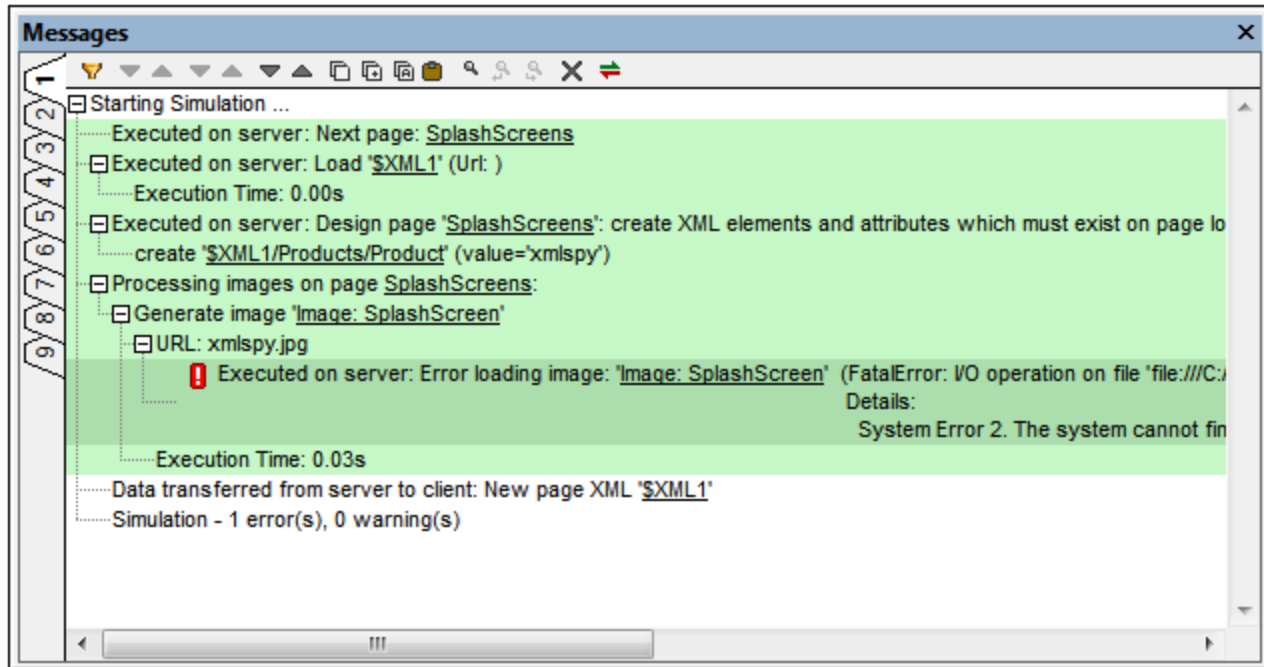 Messages
1
2
3
4
5
6
7
8
9
Starting Simulation ...
Executed on server: Next page: SplashScreens
Executed on server: Load '$XML1' (Url: )
Execution Time: 0.00s
Executed on server: Design page 'SplashScreens': create XML elements and attributes which must exist on page lo
create '$XML1/Products/Product' (value='xmlspy')
Processing images on page SplashScreens:
Generate image 'Image: SplashScreen'
URL: xmlspy.jpg
Executed on server: Error loading image: 'Image: SplashScreen' (FatalError: I/O operation on file 'file:///C:/
Details:
System Error 2. The system cannot fin
Execution Time: 0.03s
Data transferred from server to client: New page XML '$XML1'
Simulation - 1 error(s), 0 warning(s)